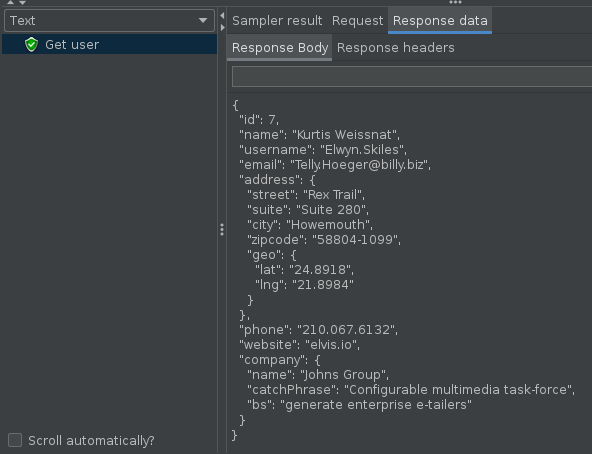 Text
Get user
Scroll automatically?
Sampler result Request Response data
Response Body Response headers
{
"id": 7,
"name": "Kurtis Weissnat",
"username": "Elwyn.Skiles",
"email": "Telly.Hoeger@billy.biz",
"address": {
"street": "Rex Trail",
"suite": "Suite 280",
"city": "Howemouth",
"zipcode": "58804-1099",
"geo": {
"lat": "24.8918",
"lng": "21.8984"
}
},
"phone": "210.067.6132",
"website": "elvis.io",
"company": {
"name": "Johns Group",
"catchPhrase": "Configurable multimedia task-force",
"bs": "generate enterprise e-tailers"
}
}